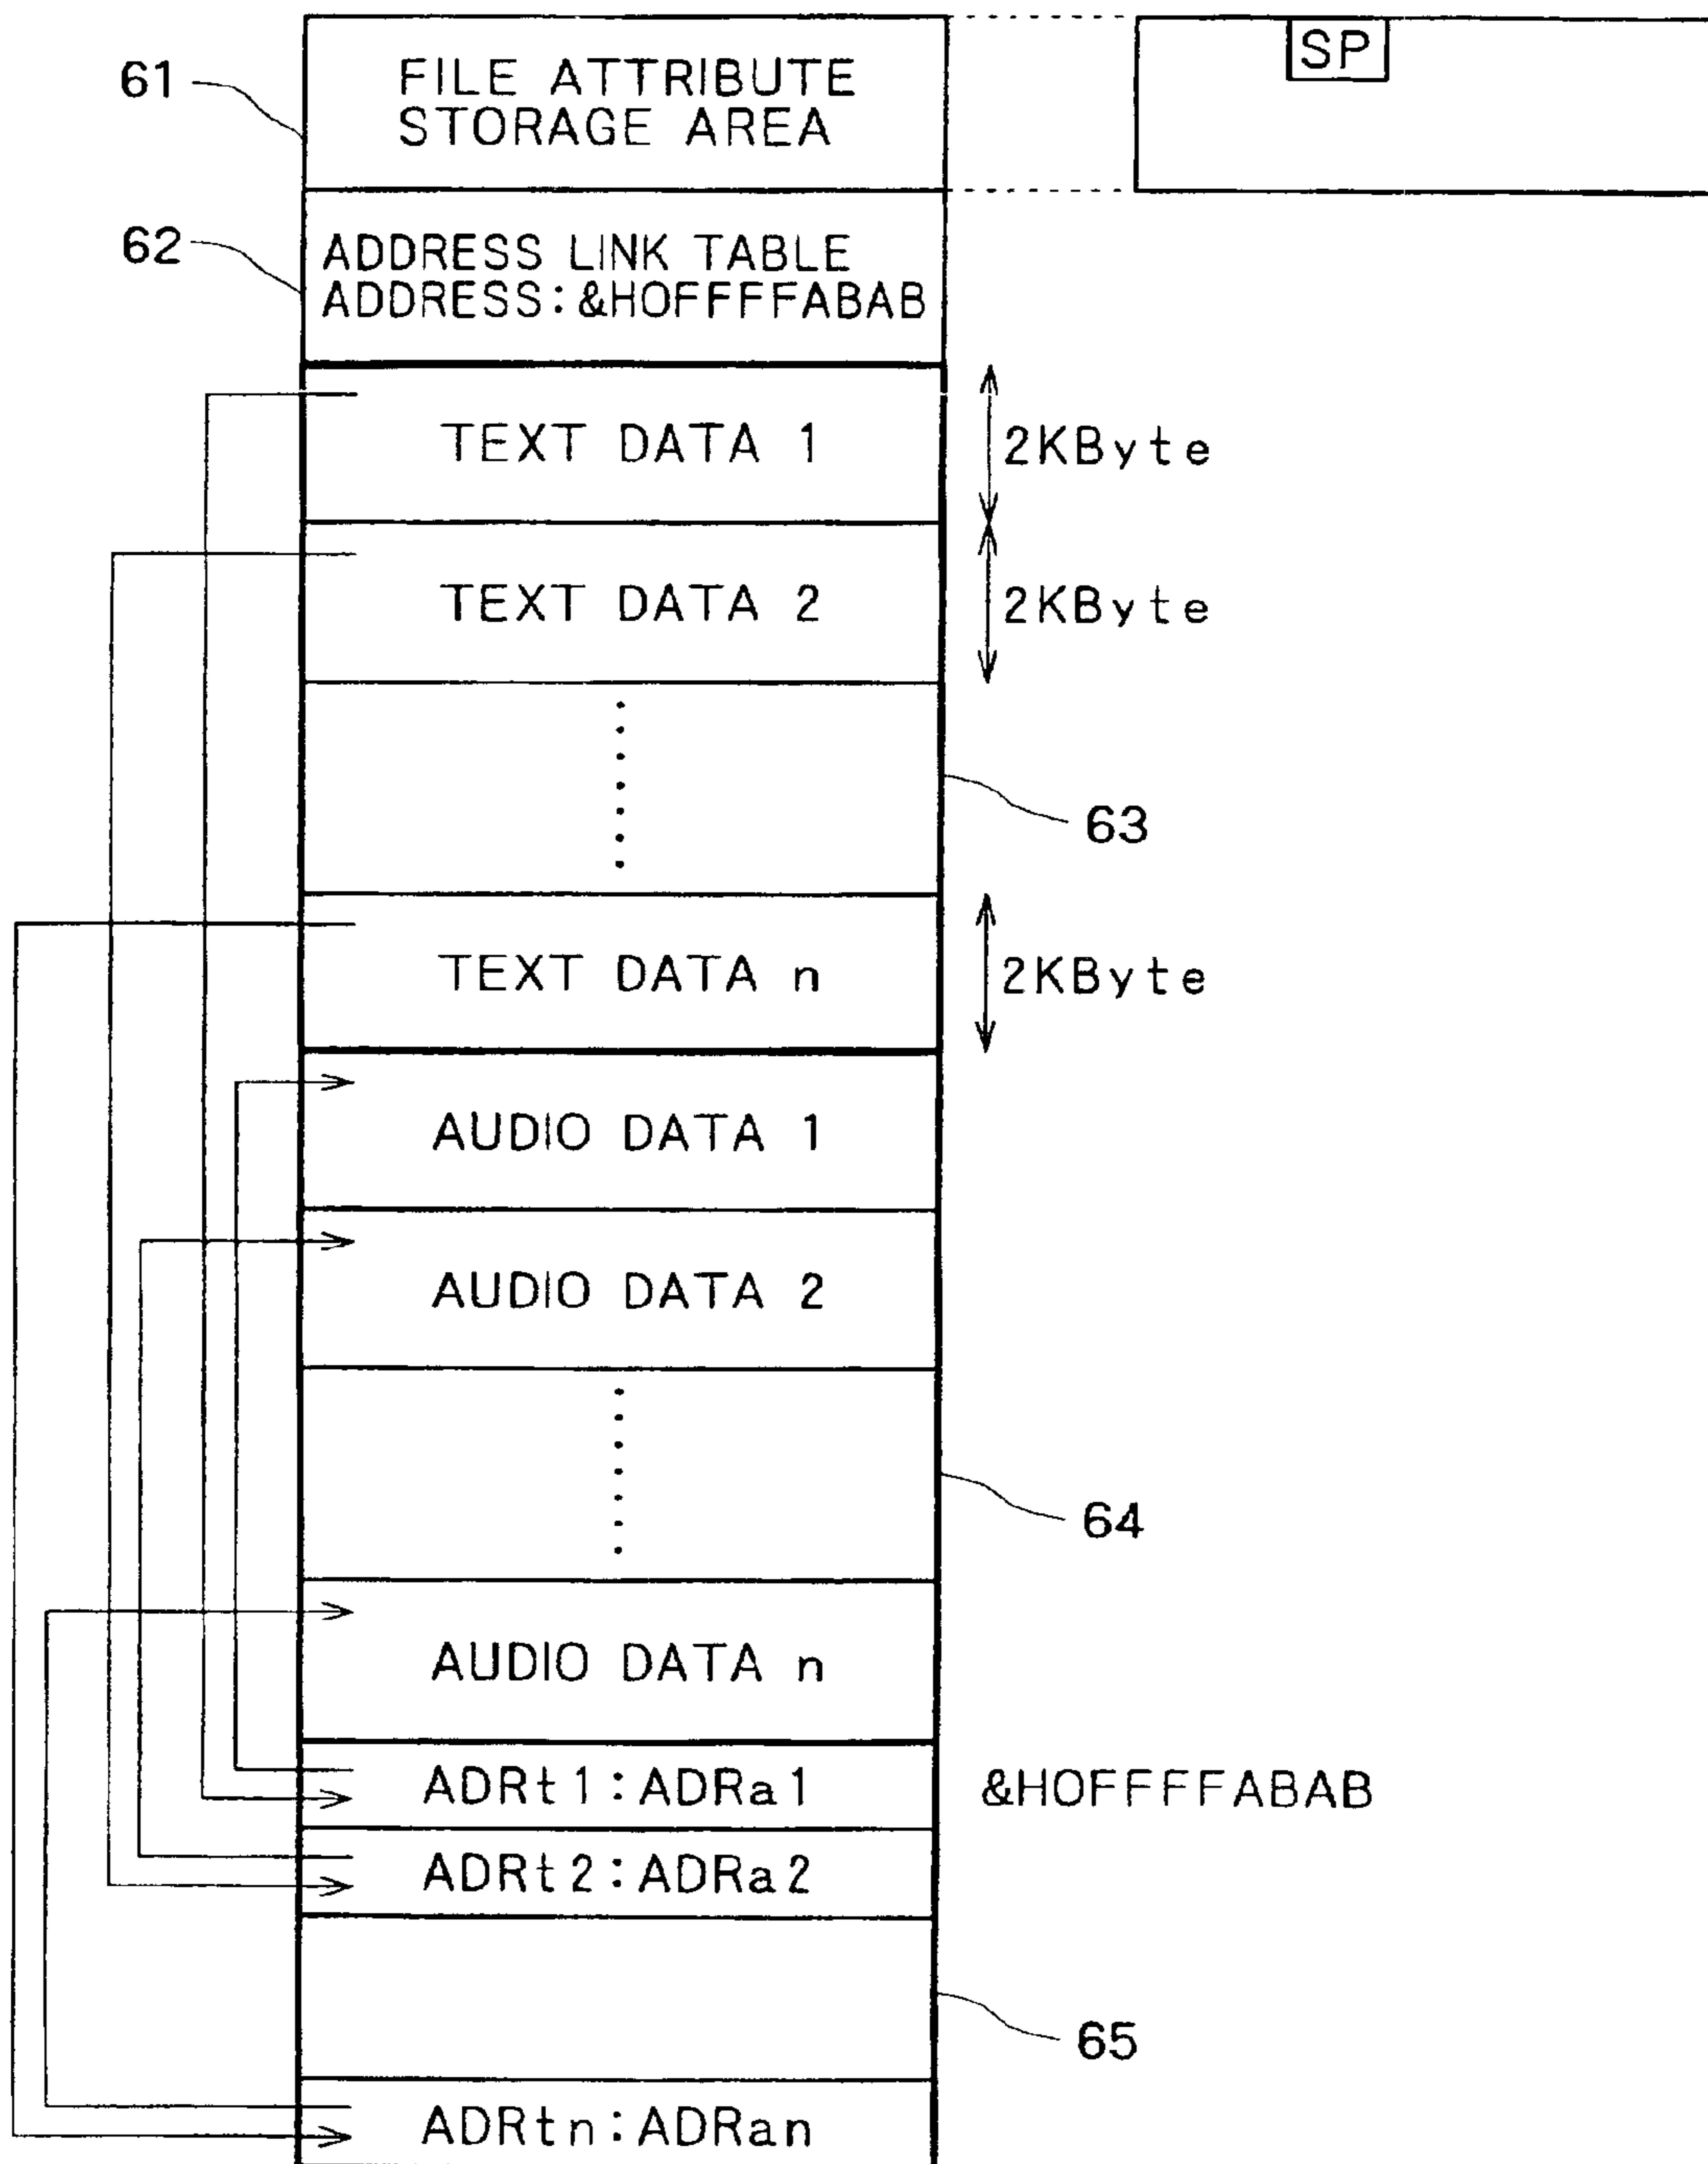 SP
61
FILE ATTRIBUTE
STORAGE AREA
62
ADDRESS LINK TABLE
ADDRESS:&HOFFFFABAB
TEXT DATA 1
2KByte
TEXT DATA 2
2KByte
63
TEXT DATA n
2KByte
AUDIO DATA 1
AUDIO DATA 2
64
AUDIO DATA n
ADRt1:ADRa1
&HOFFFFABAB
ADRt2:ADRa2
65
ADRtn:ADRan